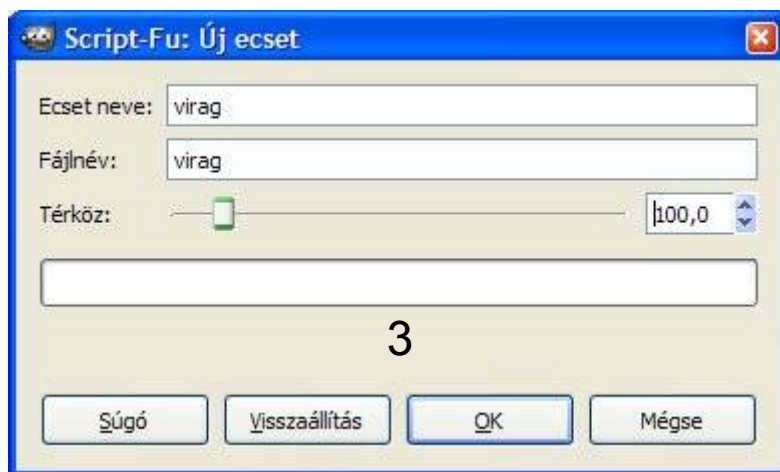 Script-Fu: Új ecset
Ecset neve: virag
Fájlnév: virag
Térköz: 100,0
3
Súgó Visszaállítás OK Mégse